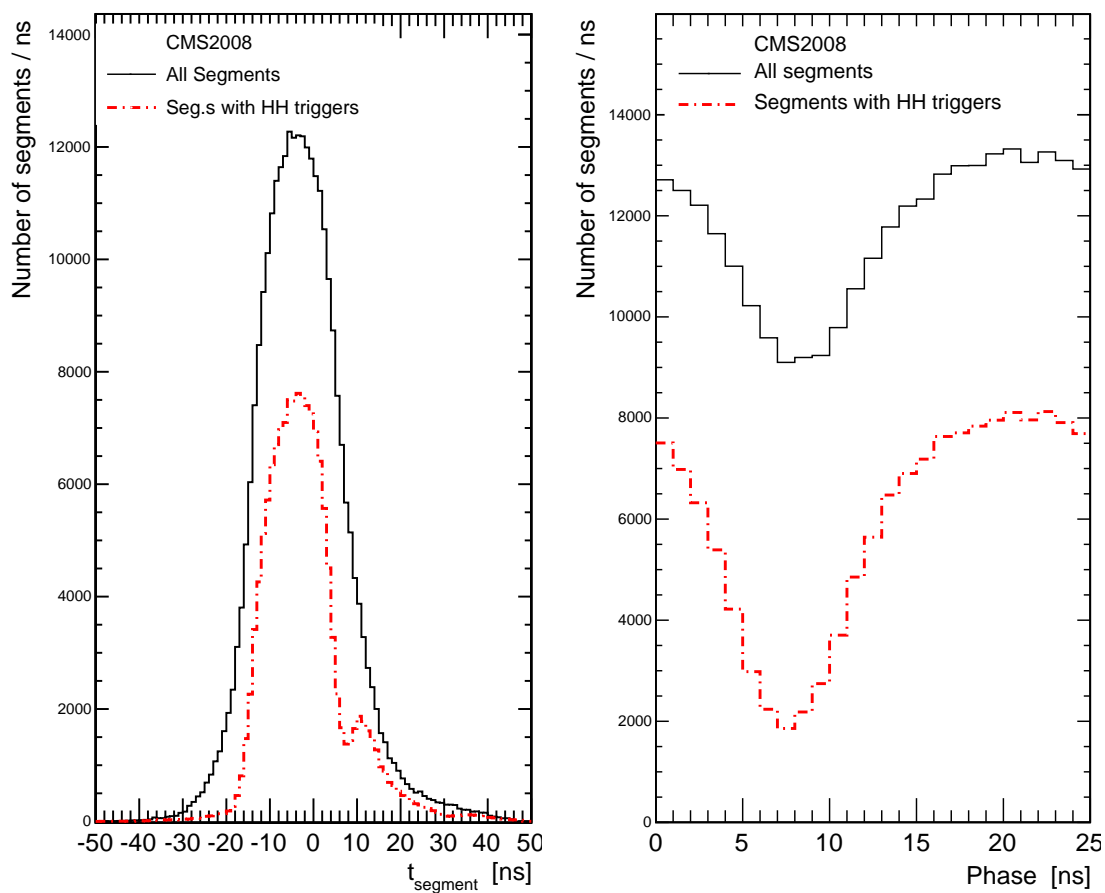 CMS2008
All Segments
Seg.s with HH triggers
Number of segments / ns
14000
12000
10000
8000
6000
4000
2000
0
-50 -40 -30 -20 -10 0 10 20 30 40 50
t_segment [ns]
CMS2008
All segments
Segments with HH triggers
Number of segments / ns
14000
12000
10000
8000
6000
4000
2000
0
0 5 10 15 20 25
Phase [ns]